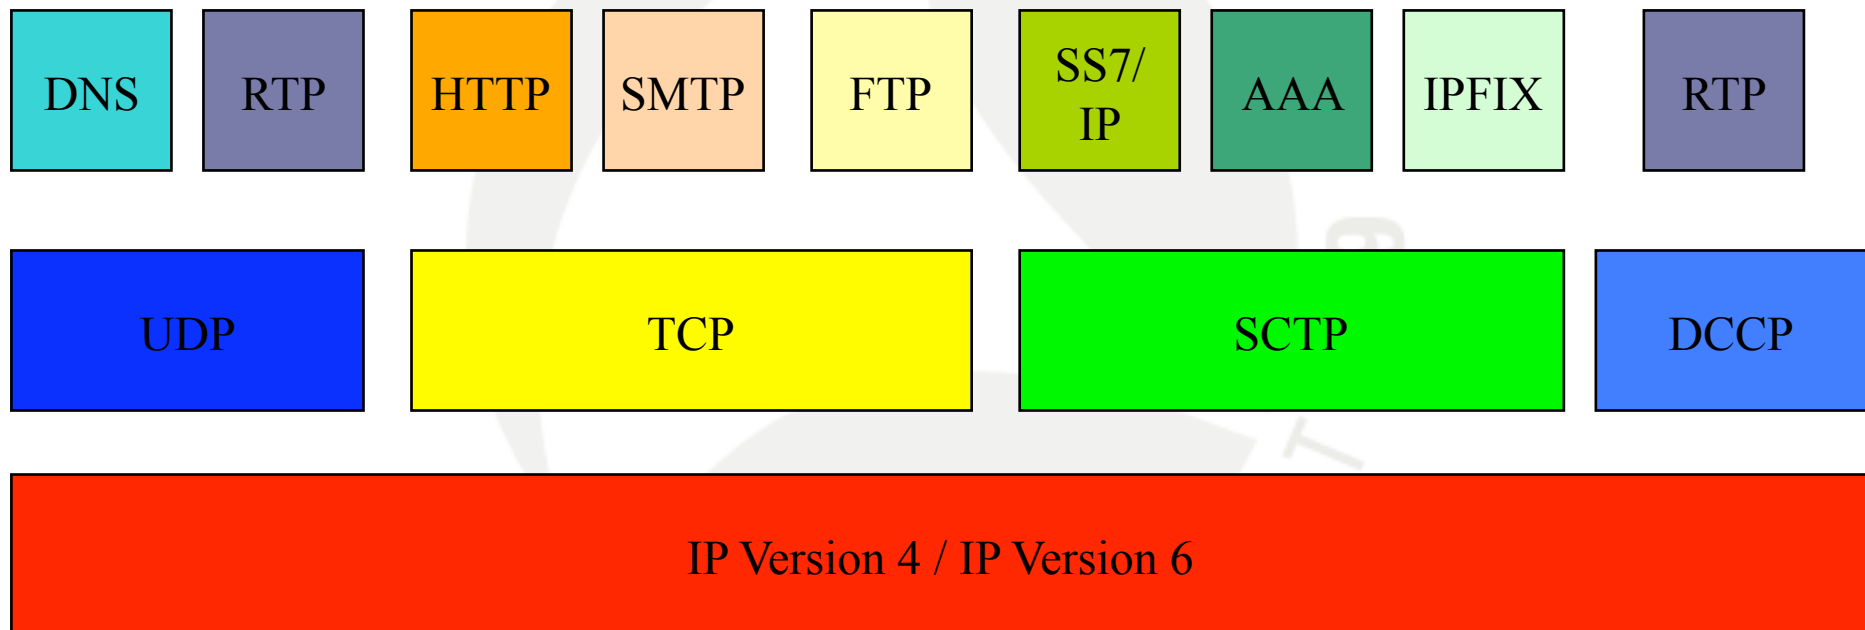 DNS
RTP
HTTP
SMTP
FTP
SS7/
IP
AAA
IPFIX
RTP
UDP
TCP
SCTP
DCCP
IP Version 4 / IP Version 6